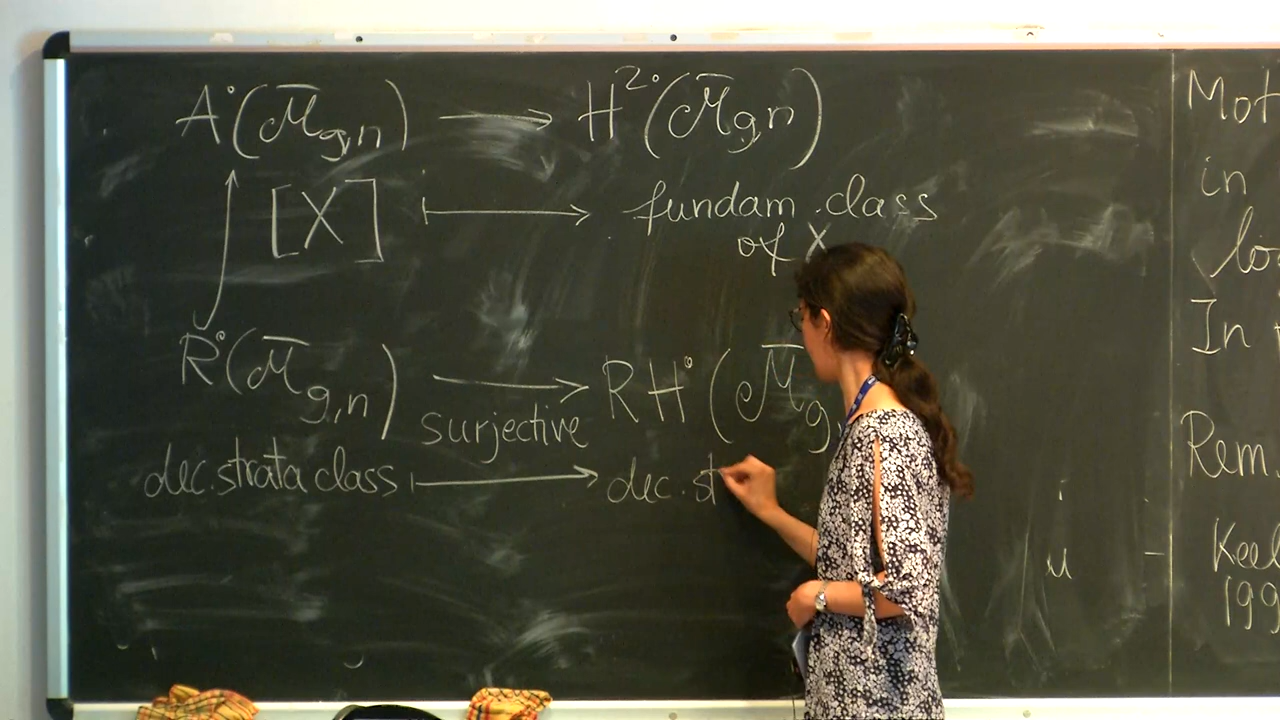 A•(M̄g,n) ⟶ H²•(M̄g,n)
[X] ⟼ fundam. class
of X
R•(M̄g,n) ⟶ RH•(M̄g,
surjective
dec. strata class ⟼ dec. st
Mot
in
In
Rem.
Keel
199